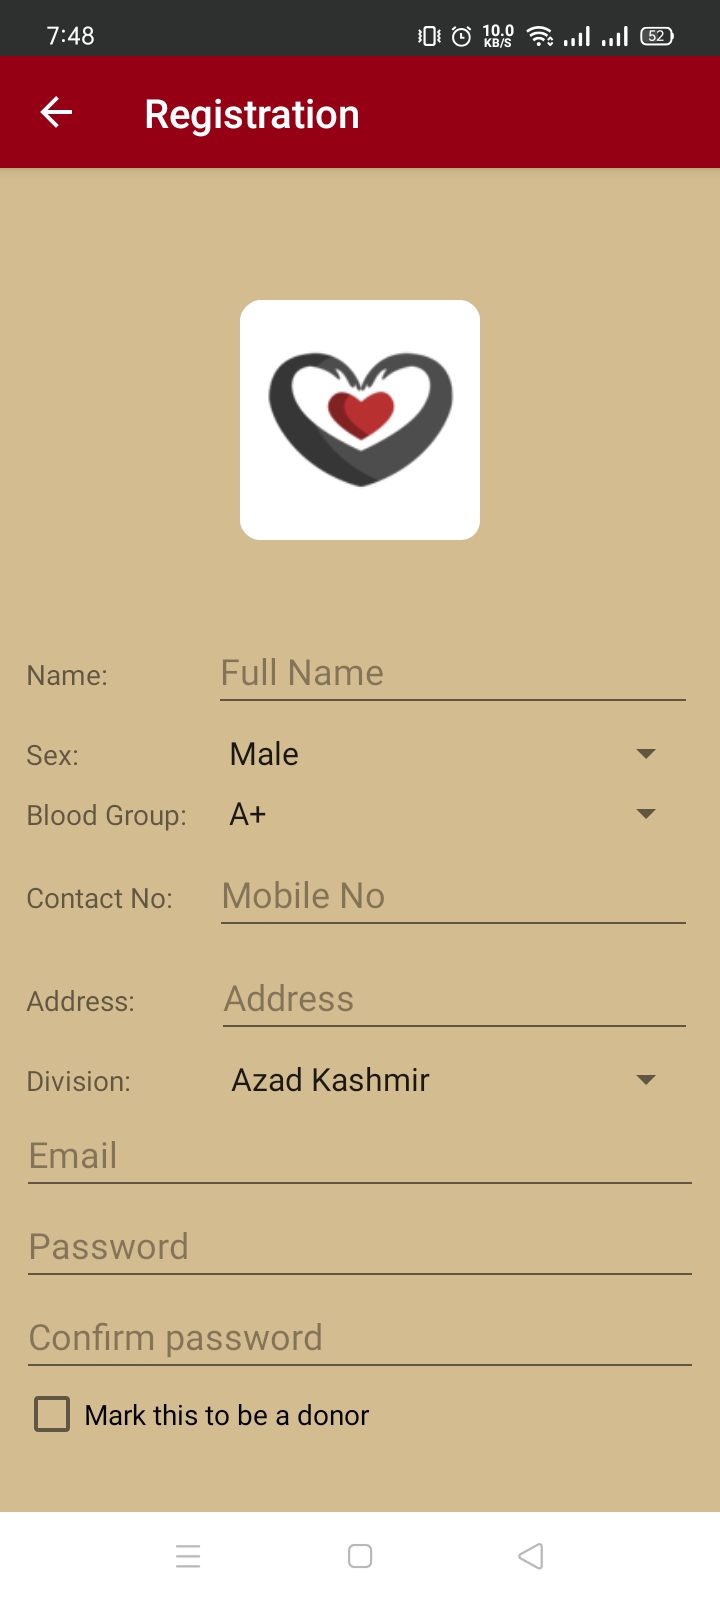 7:48 10.0 KB/S 52
Registration
Name: Full Name
Sex: Male
Blood Group: A+
Contact No: Mobile No
Address: Address
Division: Azad Kashmir
Email
Password
Confirm password
Mark this to be a donor